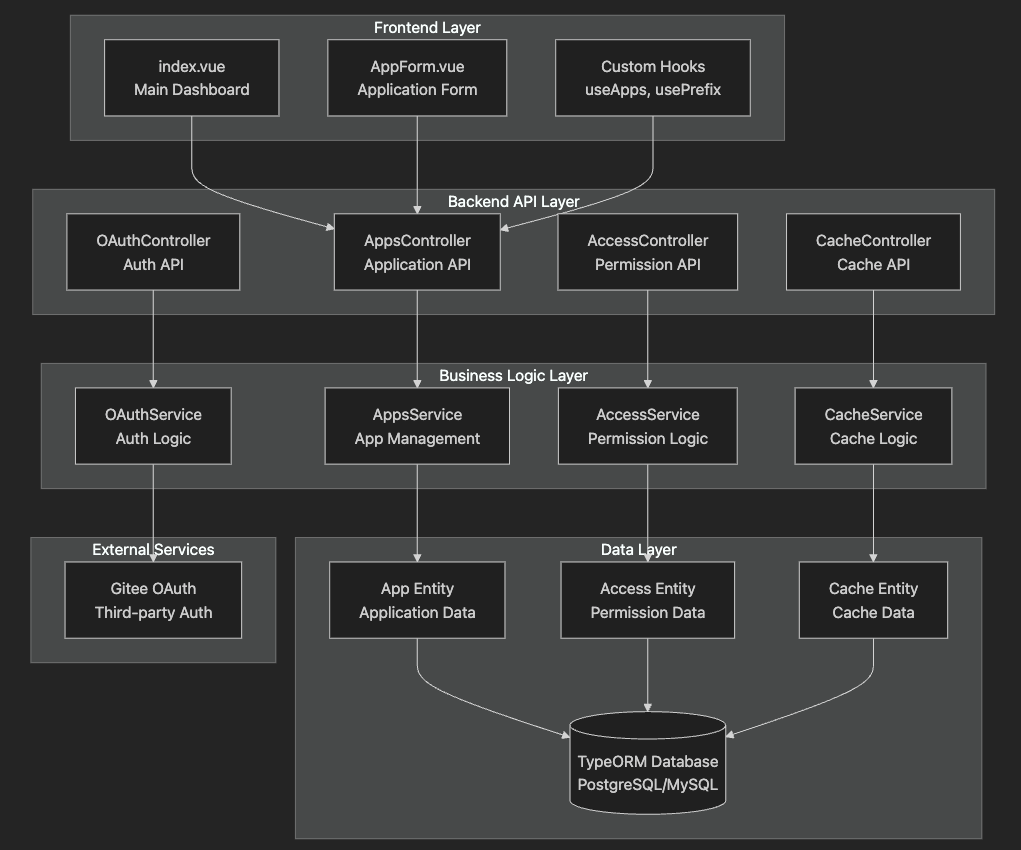 Frontend Layer
index.vue
Main Dashboard
AppForm.vue
Application Form
Custom Hooks
useApps, usePrefix
Backend API Layer
OAuthController
Auth API
AppsController
Application API
AccessController
Permission API
CacheController
Cache API
Business Logic Layer
OAuthService
Auth Logic
AppsService
App Management
AccessService
Permission Logic
CacheService
Cache Logic
External Services
Gitee OAuth
Third-party Auth
Data Layer
App Entity
Application Data
Access Entity
Permission Data
Cache Entity
Cache Data
TypeORM Database
PostgreSQL/MySQL